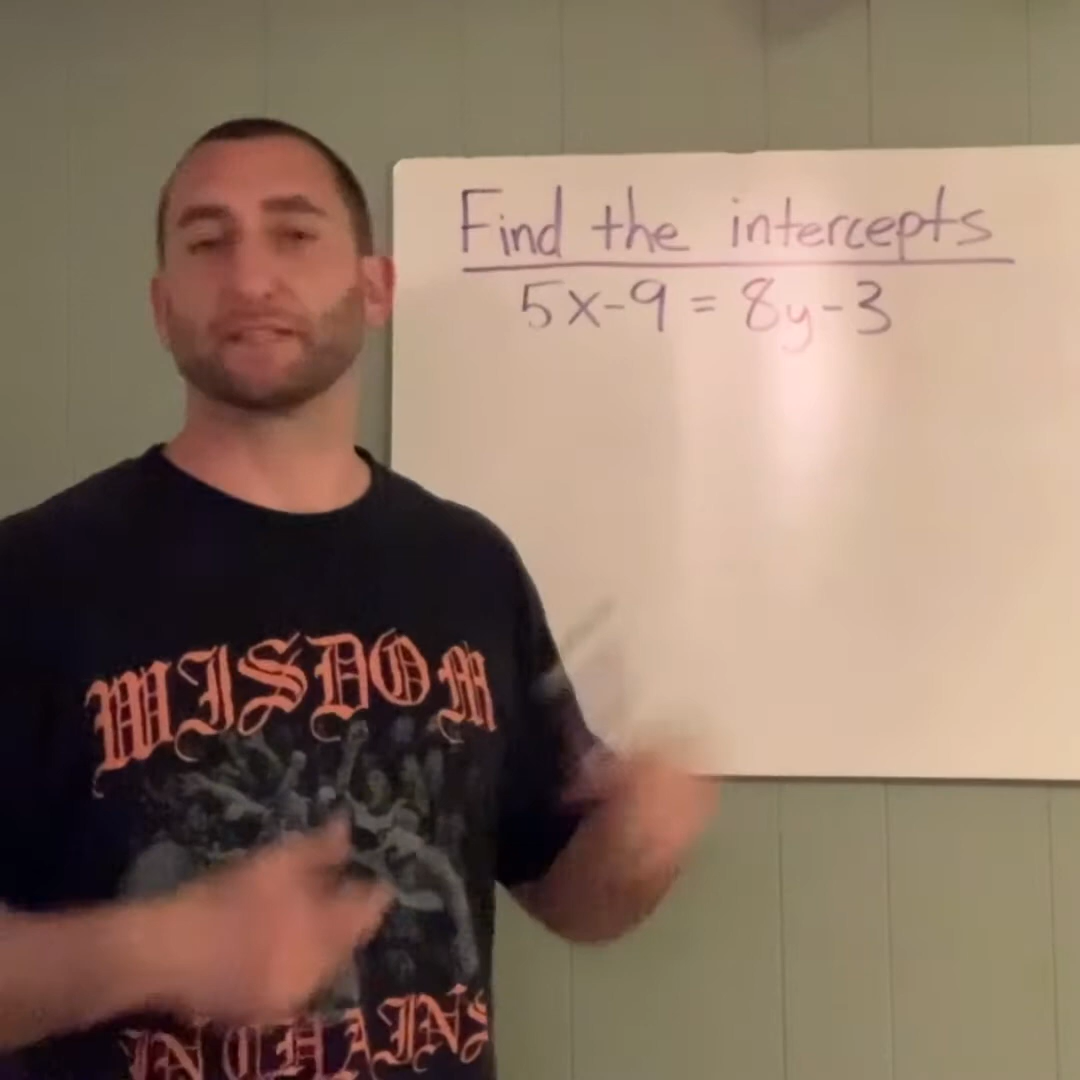 Find the intercepts
5x-9=8y-3
WISDOM
IN CHAINS